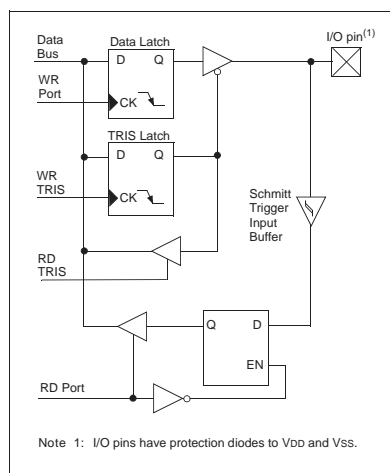 Data
Bus
Data Latch
I/O pin(1)
D Q
WR
Port
CK
TRIS Latch
D Q
WR
TRIS
CK
Schmitt
Trigger
Input
Buffer
RD
TRIS
Q D
EN
RD Port
Note 1: I/O pins have protection diodes to VDD and VSS.